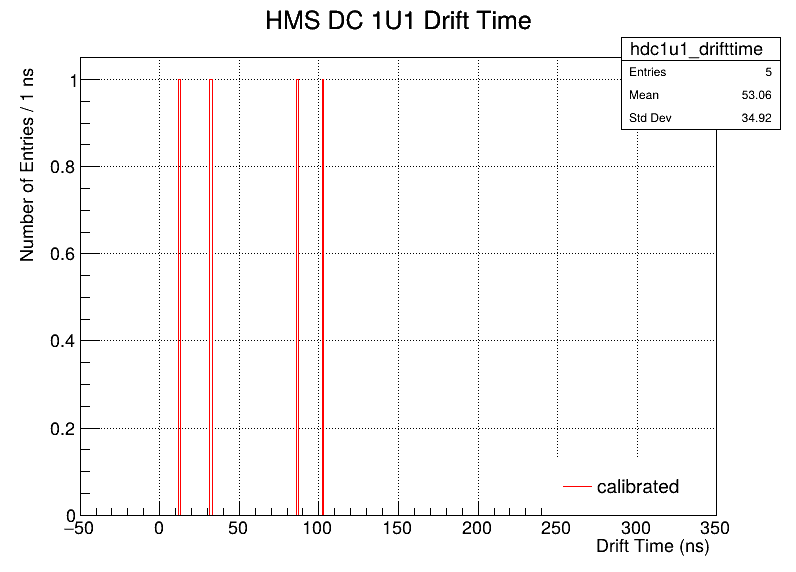 HMS DC 1U1 Drift Time
hdc1u1_drifttime
Entries 5
Mean 53.06
Std Dev 34.92
Number of Entries / 1 ns
1
0.8
0.6
0.4
0.2
0
−50 0 50 100 150 200 250 300 350
Drift Time (ns)
calibrated